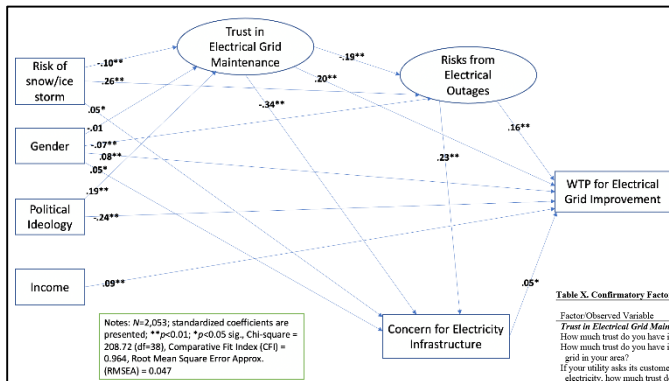 Trust in
Electrical Grid
Maintenance
Risk of
snow/ice
storm
-.10**
-.19**
Risks from
Electrical
Outages
.26**
.20**
.05*
-.34**
-.01
Gender
-.07**
.08**
.05*
.16**
.23**
WTP for Electrical
Grid Improvement
.19**
Political
Ideology
-.24**
Income
.09**
.05*
Concern for Electricity
Infrastructure
Notes: N=2,053; standardized coefficients
are presented; **p<0.01; *p<0.05 sig., Chi-square =
208.72 (df=38), Comparative Fit Index (CFI) =
0.964, Root Mean Square Error Approx.
(RMSEA) = 0.047
Table X. Confirmatory Facto
Factor/Observed Variable
Trust in Electrical Grid Main
How much trust do you have i
How much trust do you have i
grid in your area?
If your utility asks its custome
electricity, how much trust do